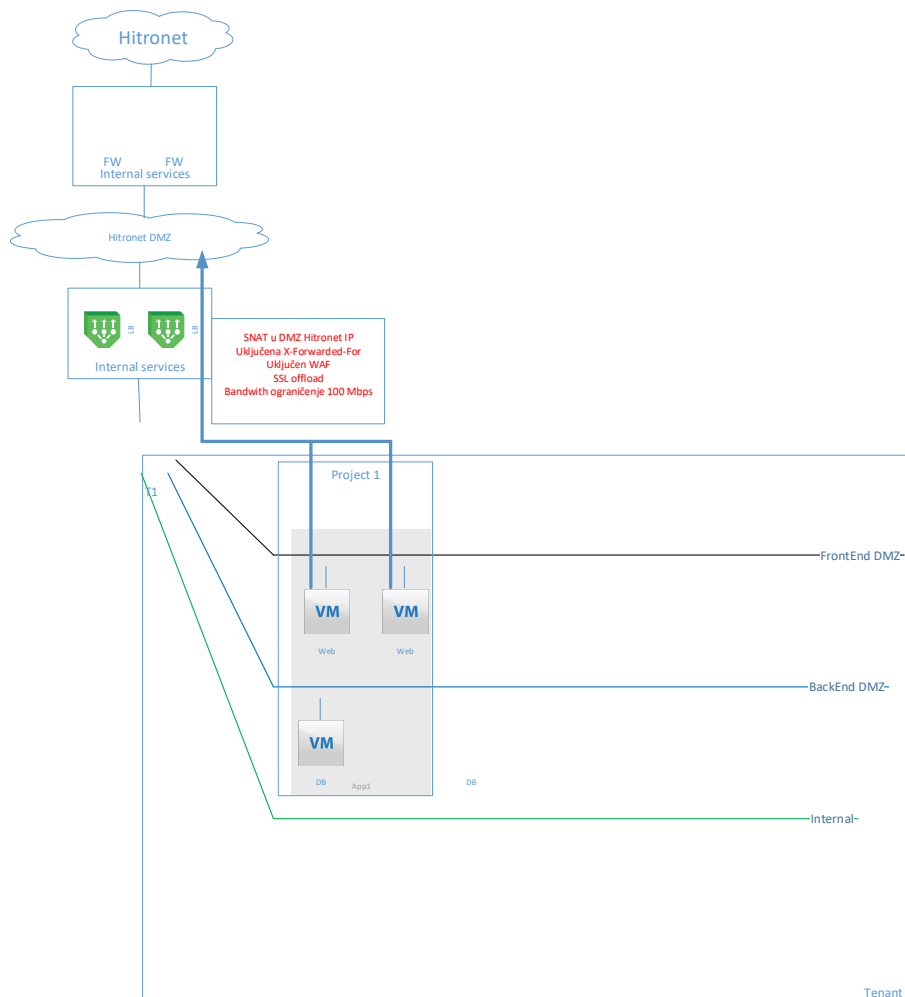 Hitronet
FW FW
Internal services
Hitronet DMZ
LB LB
Internal services
SNAT u DMZ Hitronet IP
Uključena X-Forwarded-For
Uključen WAF
SSL offload
Bandwith ograničenje 100 Mbps
Project 1
T1
FrontEnd DMZ
VM VM
Web Web
BackEnd DMZ
VM
DB App1 DB
Internal
Tenant